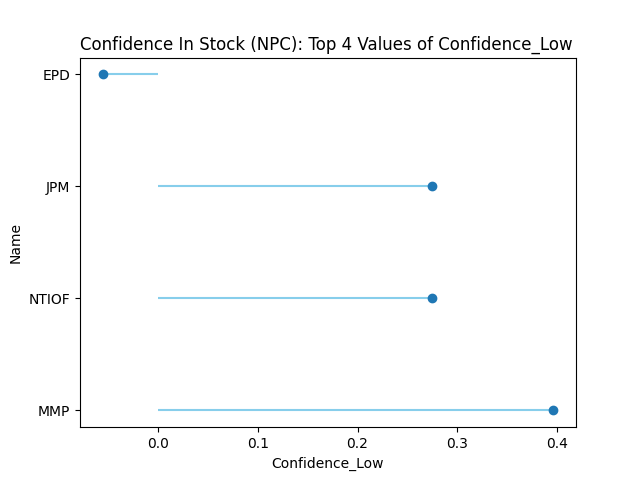 Confidence In Stock (NPC): Top 4 Values of Confidence_Low
EPD
JPM
NTIOF
MMP
Name
0.0 0.1 0.2 0.3 0.4
Confidence_Low